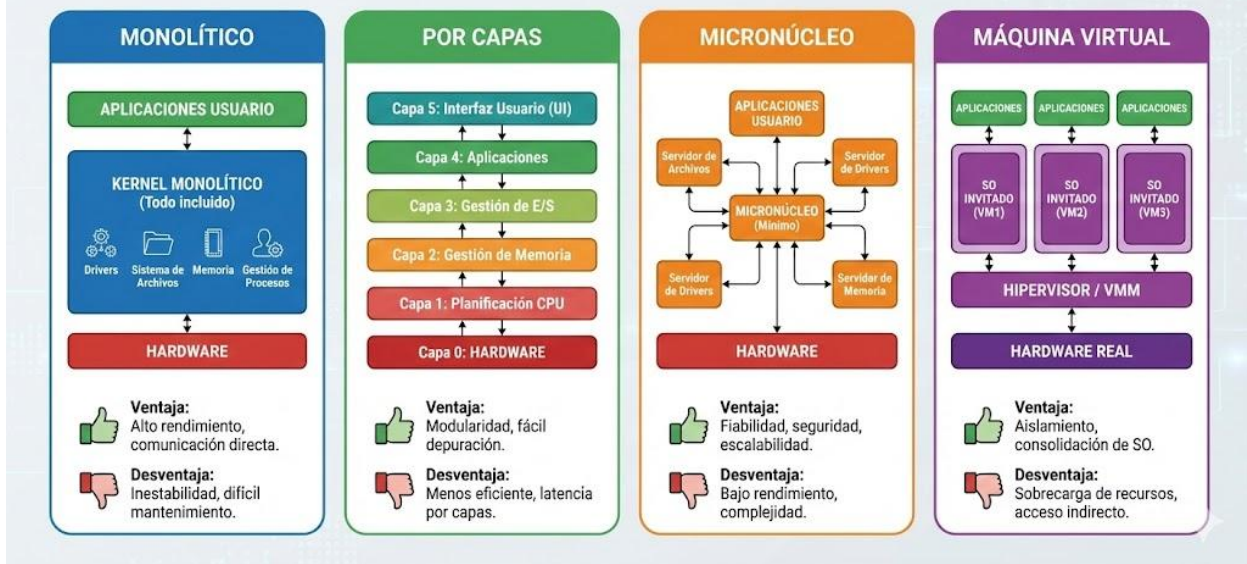 MONOLÍTICO
APLICACIONES USUARIO
KERNEL MONOLÍTICO
(Todo incluido)
Drivers
Sistema de
Archivos
Memoria
Gestión de
Procesos
HARDWARE
Ventaja:
Alto rendimiento,
comunicación directa.
Desventaja:
Inestabilidad, difícil
mantenimiento.
POR CAPAS
Capa 5: Interfaz Usuario (UI)
Capa 4: Aplicaciones
Capa 3: Gestión de E/S
Capa 2: Gestión de Memoria
Capa 1: Planificación CPU
Capa 0: HARDWARE
Ventaja:
Modularidad, fácil
depuración.
Desventaja:
Menos eficiente, latencia
por capas.
MICRONÚCLEO
APLICACIONES
USUARIO
Servidor de
Archivos
Servidor
de Drivers
MICRONÚCLEO
(Mínimo)
Servidor
de Drivers
Servidor de
Memoria
HARDWARE
Ventaja:
Fiabilidad, seguridad,
escalabilidad.
Desventaja:
Bajo rendimiento,
complejidad.
MÁQUINA VIRTUAL
APLICACIONES
APLICACIONES
APLICACIONES
SO
INVITADO
(VM1)
SO
INVITADO
(VM2)
SO
INVITADO
(VM3)
HIPERVISOR / VMM
HARDWARE REAL
Ventaja:
Aislamiento,
consolidación de SO.
Desventaja:
Sobrecarga de recursos,
acceso indirecto.